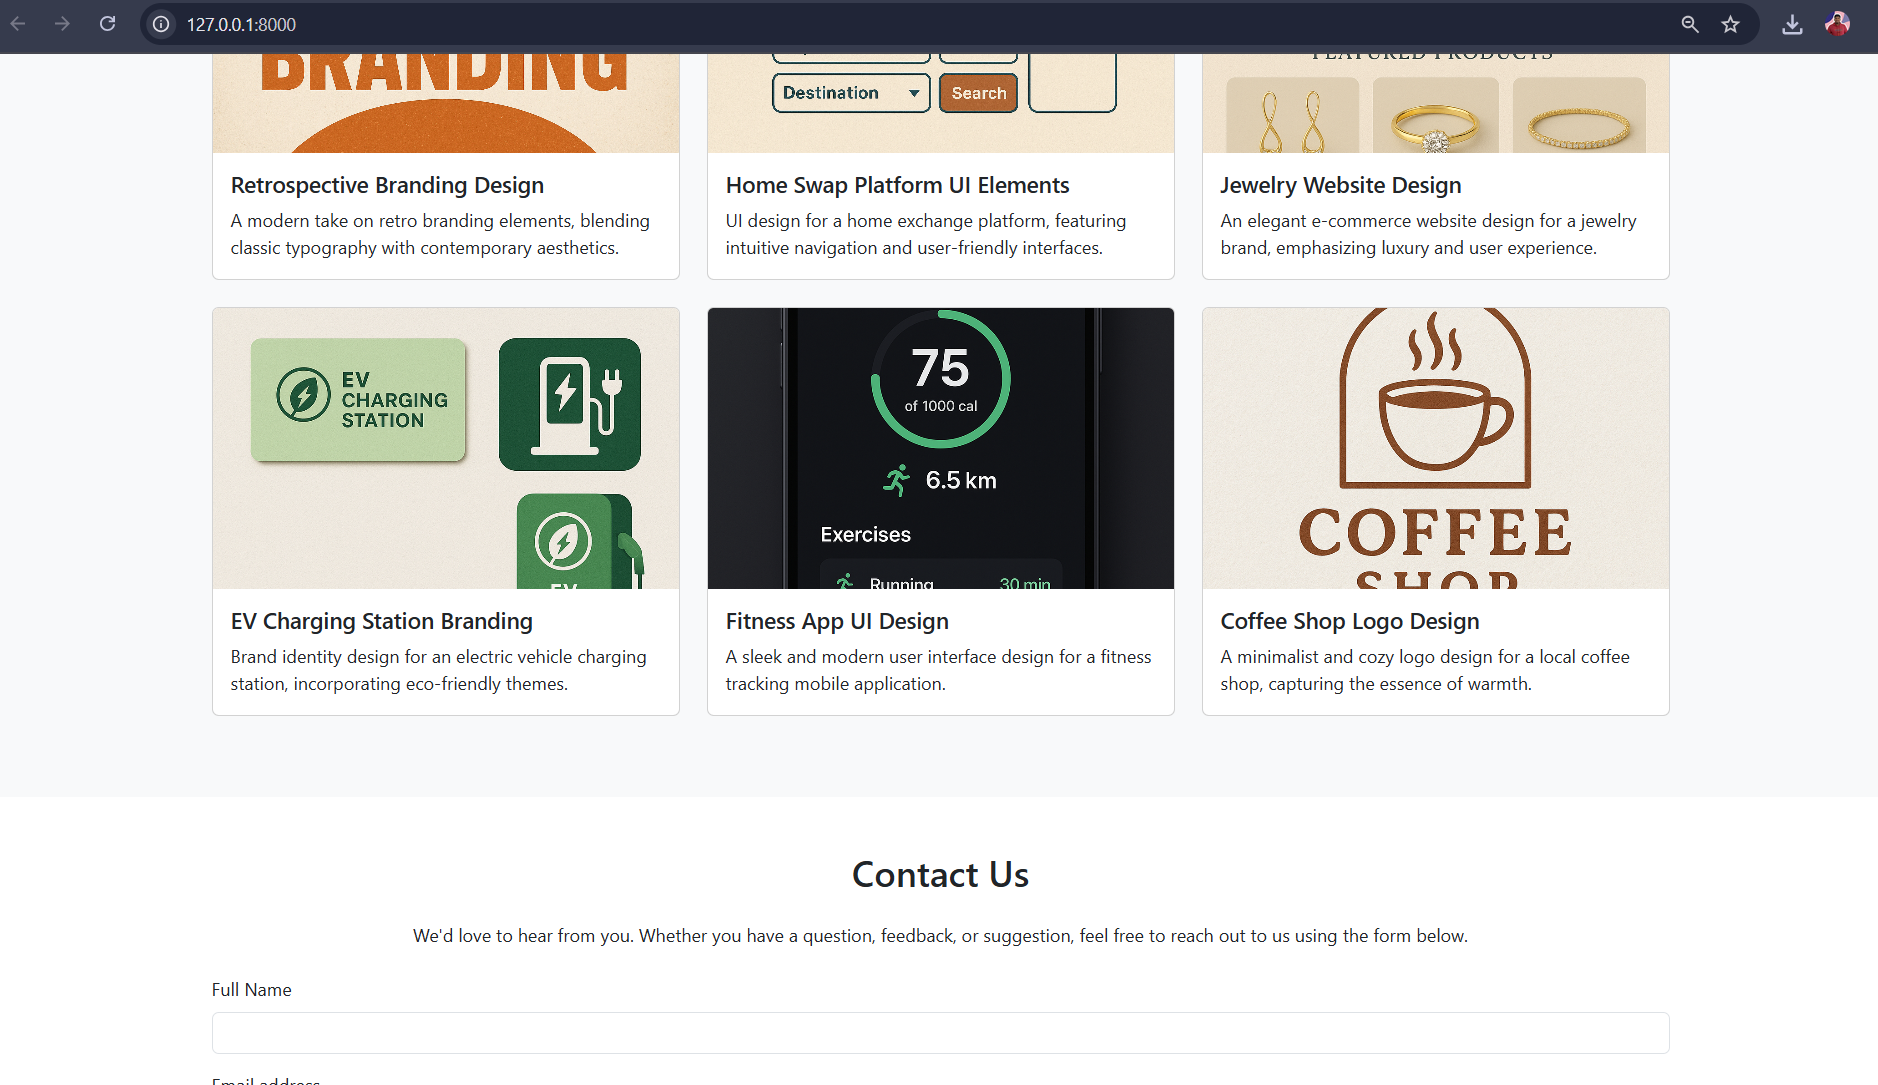 127.0.0.1:8000
BRANDING
Destination
Search
FEATURED PRODUCTS
Retrospective Branding Design
A modern take on retro branding elements, blending
classic typography with contemporary aesthetics.
Home Swap Platform UI Elements
UI design for a home exchange platform, featuring
intuitive navigation and user-friendly interfaces.
Jewelry Website Design
An elegant e-commerce website design for a jewelry
brand, emphasizing luxury and user experience.
EV
CHARGING
STATION
EV
75
of 1000 cal
6.5 km
Exercises
Running
30 min
COFFEE
SHOP
EV Charging Station Branding
Brand identity design for an electric vehicle charging
station, incorporating eco-friendly themes.
Fitness App UI Design
A sleek and modern user interface design for a fitness
tracking mobile application.
Coffee Shop Logo Design
A minimalist and cozy logo design for a local coffee
shop, capturing the essence of warmth.
Contact Us
We'd love to hear from you. Whether you have a question, feedback, or suggestion, feel free to reach out to us using the form below.
Full Name
Email address